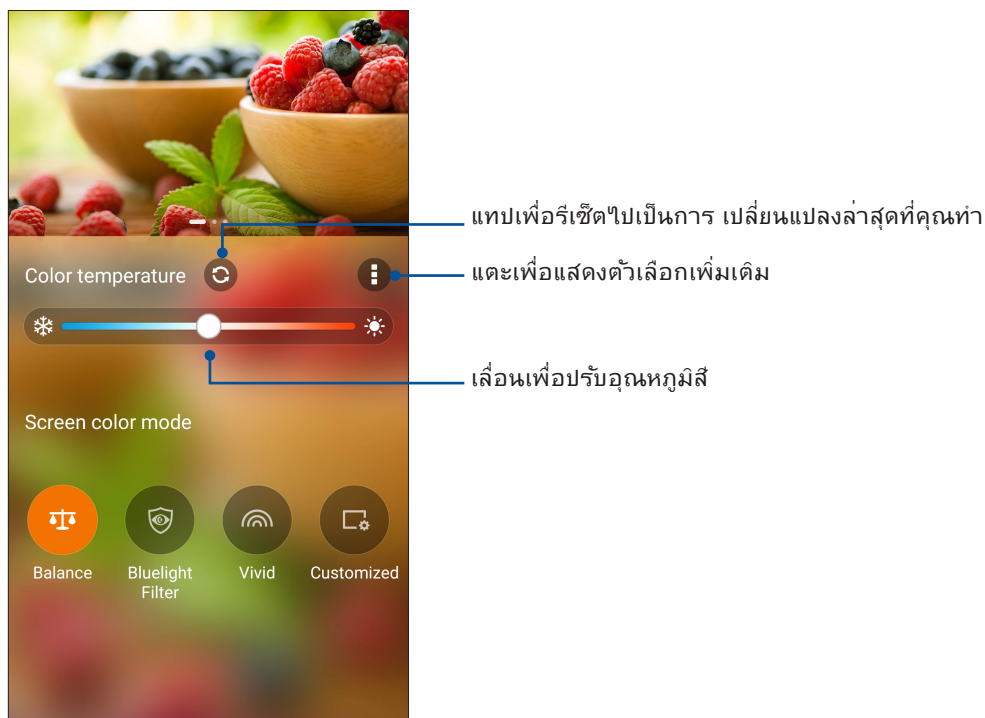 แทปเพื่อรีเซ็ตไปเป็นการ เปลี่ยนแปลงล่าสุดที่คุณทำ
Color temperature
แตะเพื่อแสดงตัวเลือกเพิ่มเติม
เลื่อนเพื่อปรับอุณหภูมิสี
Screen color mode
Balance
Bluelight
Filter
Vivid
Customized